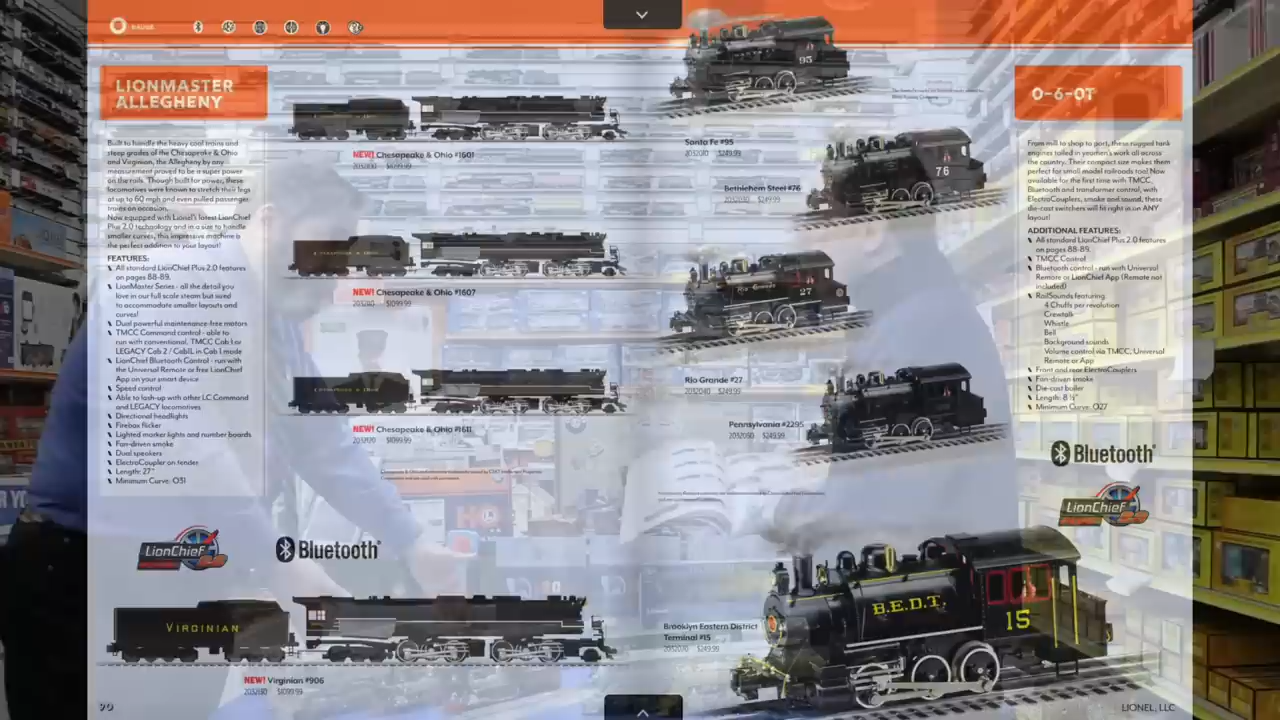 GAUGE
LIONMASTER
ALLEGHENY
Built to handle the heavy coal trains and
steep grades of the Chesapeake & Ohio
and Virginian, the Allegheny by any
measurement proved to be a super power
on the rails. Though built for power, these
locomotives were known to stretch their legs
at up to 60 mph and even pulled passenger
trains on occasion.
Now equipped with Lionel's latest LionChief
Plus 2.0 technology and in a size to handle
smaller curves, this impressive machine is
the perfect addition to your layout!
FEATURES:
All standard LionChief Plus 2.0 features
on pages 88-89.
LionMaster Series - all the detail you
love in our full scale steam but sized
to accommodate smaller layouts and
curves!
Dual powerful maintenance-free motors
TMCC Command control - able to
run with conventional, TMCC Cab 1 or
LEGACY Cab 2 / Cab1L in Cab 1 mode
LionChief Bluetooth Control - run with
the Universal Remote or free LionChief
App on your smart device
Speed control
Able to lash-up with other LC Command
and LEGACY locomotives
Directional headlights
Firebox flicker
Lighted marker lights and number boards
Fan-driven smoke
Dual speakers
ElectroCoupler on tender
Length: 27"
Minimum Curve: O31
LionChief
Bluetooth
NEW! Chesapeake & Ohio #1601
NEW! Chesapeake & Ohio #1607
$1099.99
NEW! Chesapeake & Ohio #1611
$1099.99
VIRGINIAN
NEW! Virginian #906
$1099.99
90
95
Santa Fe #95
2032010 $249.99
76
Bethlehem Steel #76
2032030 $249.99
Rio Grande
27
Rio Grande #27
2032040 $249.99
Pennsylvania #2295
2032050 $249.99
B.E.D.T.
15
Brooklyn Eastern District
Terminal #15
2032070 $249.99
0-6-0T
From mill to shop to port, these rugged tank
engines toiled in yeoman's work all across
the country. Their compact size makes them
perfect for small model railroads too! Now
available for the first time with TMCC,
Bluetooth and transformer control, with
ElectroCouplers, smoke and sound, these
die-cast switchers will fit right in on ANY
layout!
ADDITIONAL FEATURES:
All standard LionChief Plus 2.0 features
on pages 88-89.
TMCC Control
Bluetooth control - run with Universal
Remote or LionChief App (Remote not
included)
RailSounds featuring
4 Chuffs per revolution
Crewtalk
Whistle
Bell
Background sounds
Volume control via TMCC, Universal
Remote or App
Front and rear ElectroCouplers
Fan-driven smoke
Die-cast boiler
Length: 8 ½"
Minimum Curve: O27
Bluetooth
LionChief
LIONEL, LLC